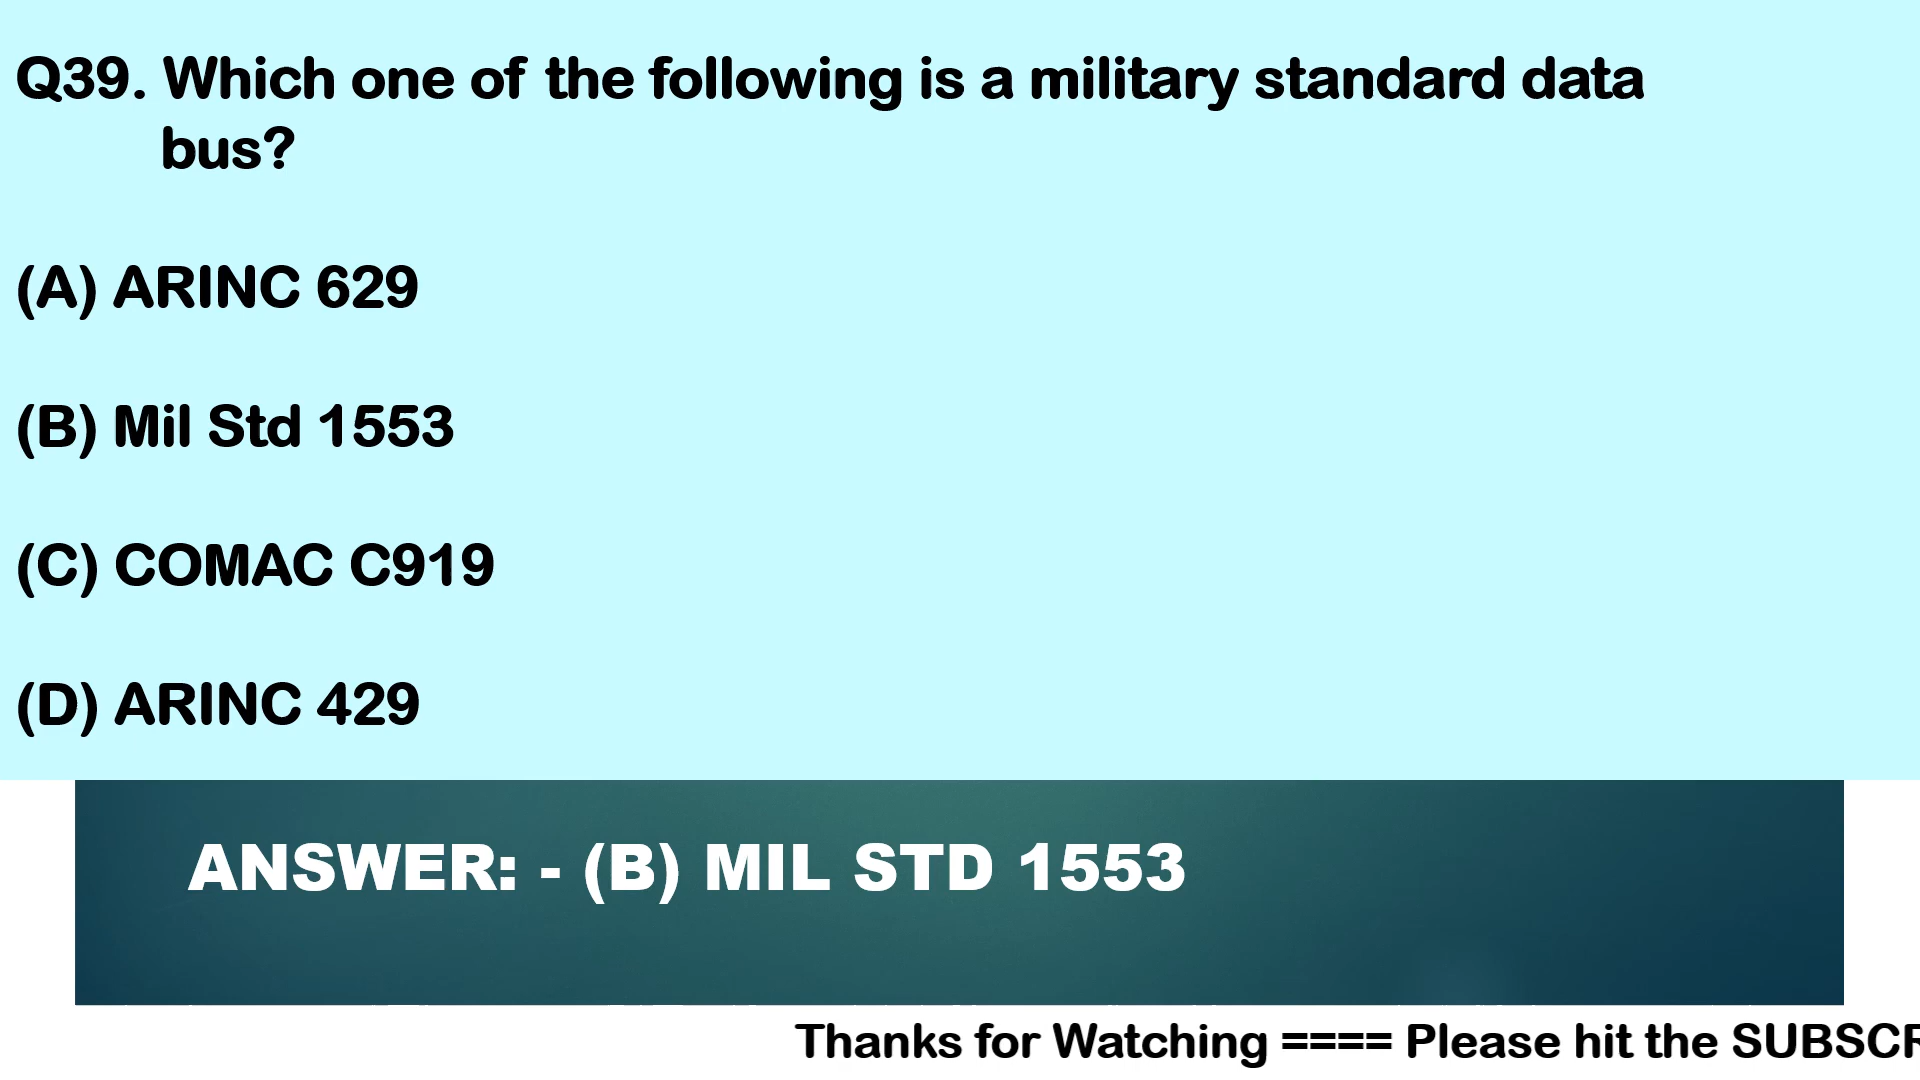 Q39. Which one of the following is a military standard data
bus?
(A) ARINC 629
(B) Mil Std 1553
(C) COMAC C919
(D) ARINC 429
ANSWER: - (B) MIL STD 1553
Thanks for Watching ==== Please hit the SUBSCR